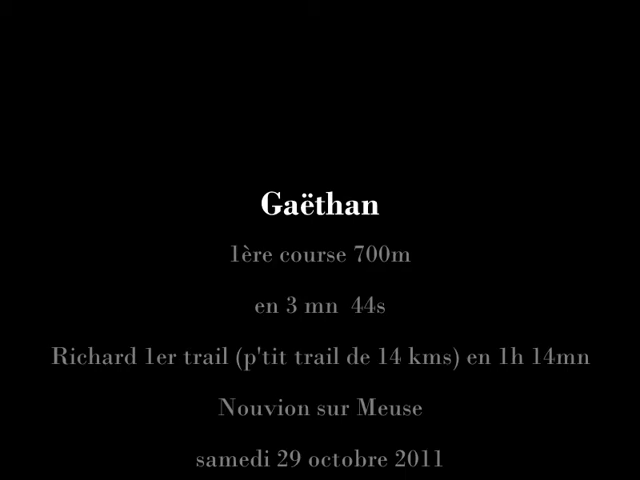 Gaëthan
1ère course 700m
en 3 mn  44s
Richard 1er trail (p'tit trail de 14 kms) en 1h 14mn
Nouvion sur Meuse
samedi 29 octobre 2011